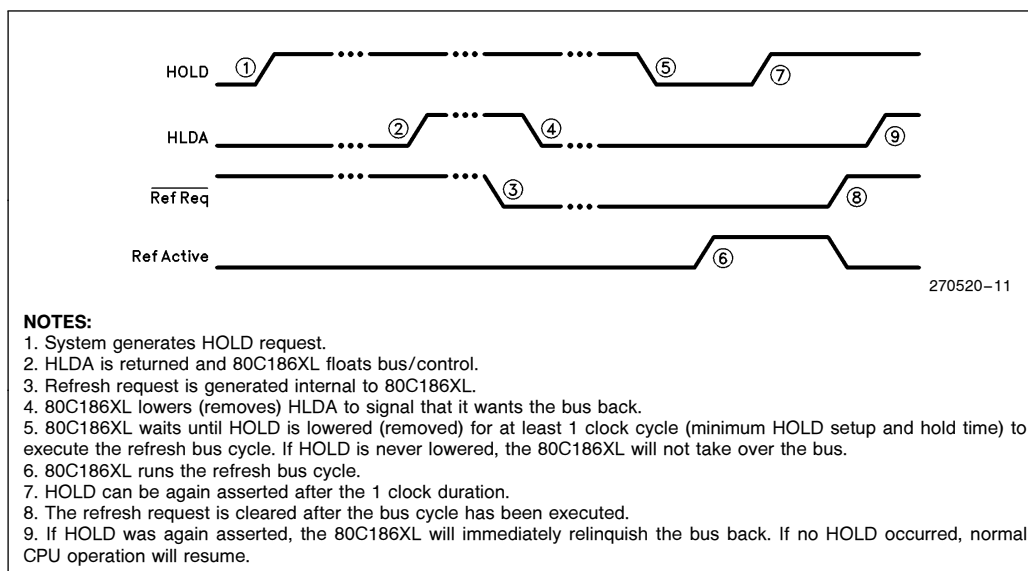 HOLD ① ••• ••• ••• ⑤ ⑦
HLDA ••• ② ••• ④ ••• ⑨
Ref Req ••• ••• ③ ••• ⑧
Ref Active ⑥
270520–11
NOTES:
1. System generates HOLD request.
2. HLDA is returned and 80C186XL floats bus/control.
3. Refresh request is generated internal to 80C186XL.
4. 80C186XL lowers (removes) HLDA to signal that it wants the bus back.
5. 80C186XL waits until HOLD is lowered (removed) for at least 1 clock cycle (minimum HOLD setup and hold time) to
execute the refresh bus cycle. If HOLD is never lowered, the 80C186XL will not take over the bus.
6. 80C186XL runs the refresh bus cycle.
7. HOLD can be again asserted after the 1 clock duration.
8. The refresh request is cleared after the bus cycle has been executed.
9. If HOLD was again asserted, the 80C186XL will immediately relinquish the bus back. If no HOLD occurred, normal
CPU operation will resume.